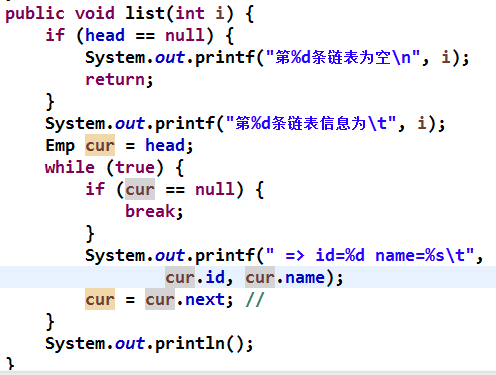 public void list(int i) {
    if (head == null) {
        System.out.printf("第%d条链表为空\n", i);
        return;
    }
    System.out.printf("第%d条链表信息为\t", i);
    Emp cur = head;
    while (true) {
        if (cur == null) {
            break;
        }
        System.out.printf(" => id=%d name=%s\t",
                cur.id, cur.name);
        cur = cur.next; //
    }
    System.out.println();
}